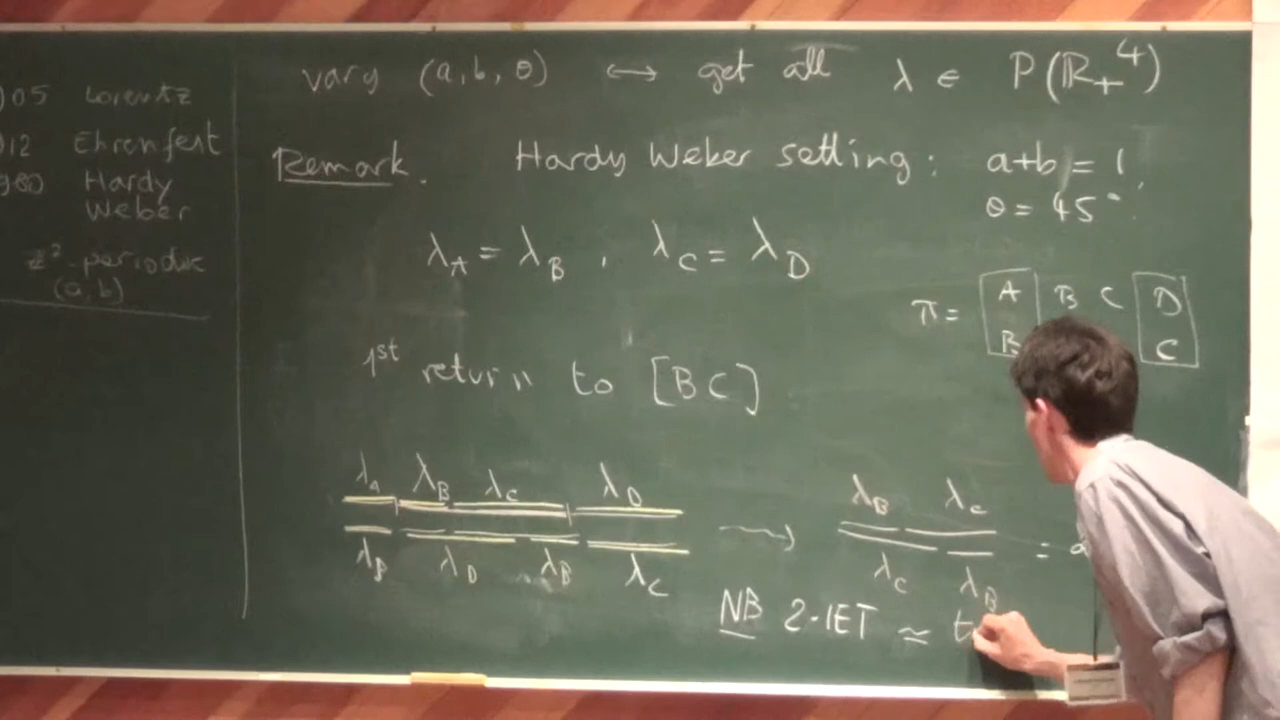 05 Lorentz
12 Ehrenfest
980 Hardy
Weber
Z²-periodic
(a,b)
vary (a,b,θ) ↔ get all λ ∈ P(ℝ₊⁴)
Remark. Hardy Weber setting: a+b = 1
θ = 45°
λ_A = λ_B , λ_C = λ_D
π = A B C D
B C
1st return to [BC]
λ_A λ_B λ_C λ_D
λ_B λ_D λ_B λ_C
λ_B λ_C
λ_C λ_B
=
NB 2-IET ≈